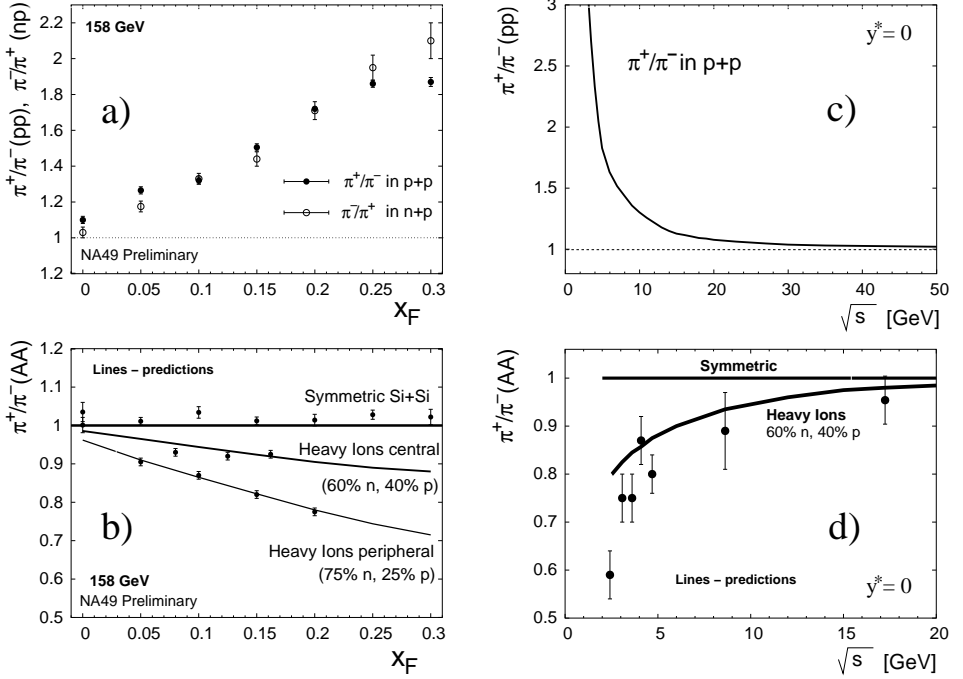 π⁺/π⁻ (pp), π⁻/π⁺ (np)
2.2
2
1.8
1.6
1.4
1.2
1
1.2
158 GeV
a)
π⁺/π⁻ in p+p
π⁻/π⁺ in n+p
NA49 Preliminary
0 0.05 0.1 0.15 0.2 0.25 0.3
x_F
π⁺/π⁻ (pp)
3
2.5
2
1.5
1
y* = 0
π⁺/π⁻ in p+p
c)
0 10 20 30 40 50
√s [GeV]
π⁺/π⁻ (AA)
1.2
1.1
1.0
1
0.9
0.8
0.7
0.6
0.5
Lines – predictions
Symmetric Si+Si
Heavy Ions central
(60% n, 40% p)
b)
Heavy Ions peripheral
(75% n, 25% p)
158 GeV
NA49 Preliminary
0 0.05 0.1 0.15 0.2 0.25 0.3
x_F
π⁺/π⁻ (AA)
1
0.9
0.8
0.7
0.6
0.5
Symmetric
Heavy Ions
60% n, 40% p
d)
Lines – predictions
y* = 0
0 5 10 15 20
√s [GeV]